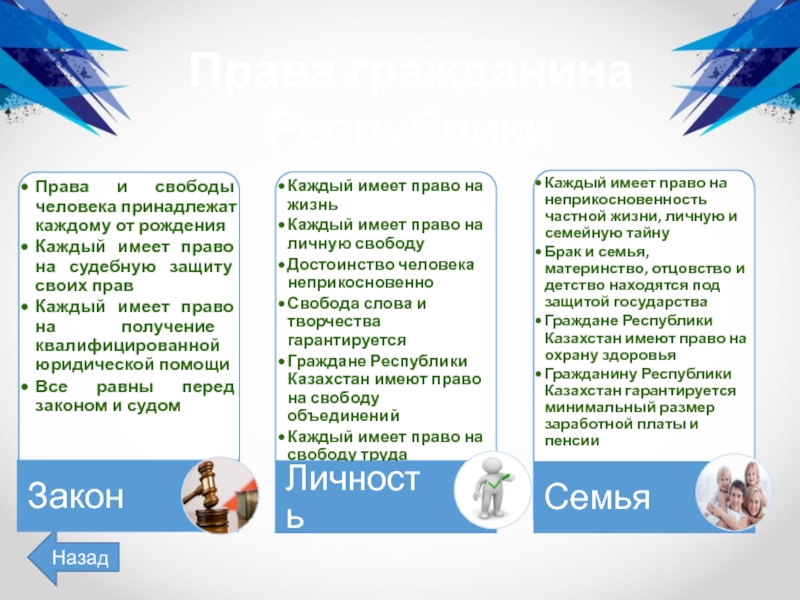 Права гражданина
Республики
• Права и свободы
человека принадлежат
каждому от рождения
• Каждый имеет право
на судебную защиту
своих прав
• Каждый имеет право
на получение
квалифицированной
юридической помощи
• Все равны перед
законом и судом
Закон
• Каждый имеет право на
жизнь
• Каждый имеет право на
личную свободу
• Достоинство человека
неприкосновенно
• Свобода слова и
творчества
гарантируется
• Граждане Республики
Казахстан имеют право
на свободу
объединений
• Каждый имеет право на
свободу труда
Личност
ь
• Каждый имеет право на
неприкосновенность
частной жизни, личную и
семейную тайну
• Брак и семья,
материнство, отцовство и
детство находятся под
защитой государства
• Граждане Республики
Казахстан имеют право на
охрану здоровья
• Гражданину Республики
Казахстан гарантируется
минимальный размер
заработной платы и
пенсии
Семья
Назад